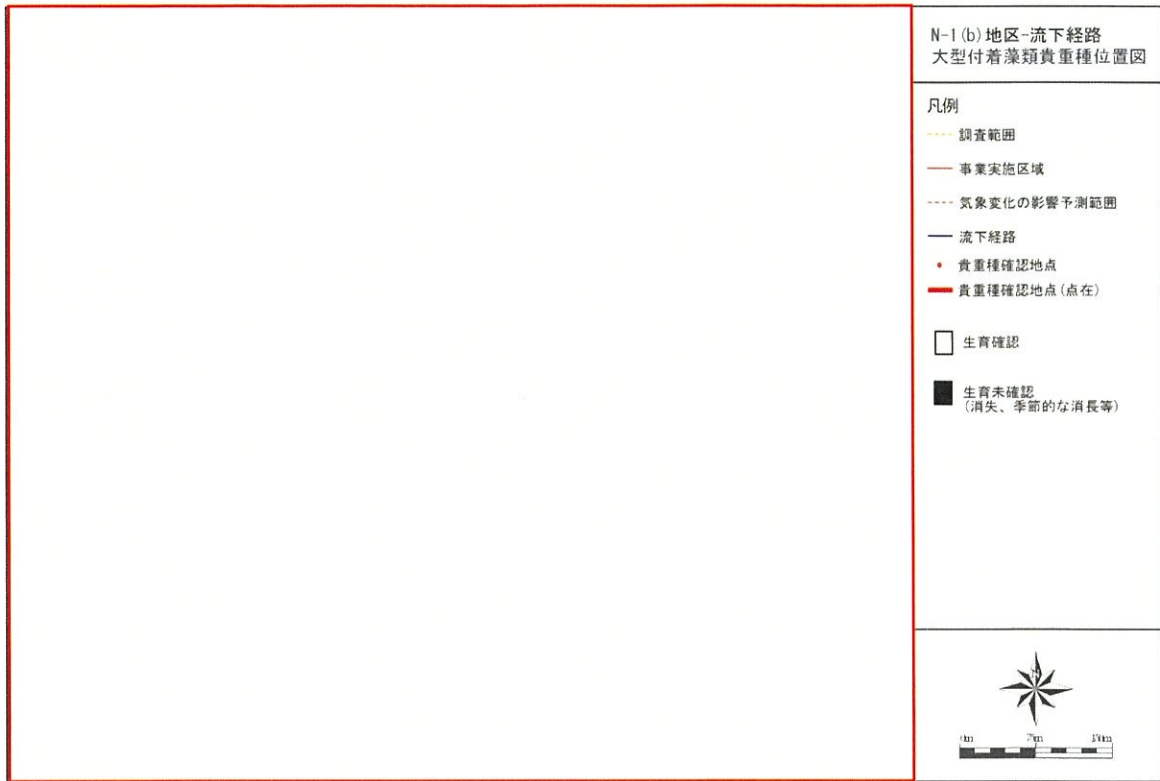 N-1(b)地区-流下経路
大型付着藻類貴重種位置図
凡例
調査範囲
事業実施区域
気象変化の影響予測範囲
流下経路
貴重種確認地点
貴重種確認地点(点在)
生育確認
生育未確認
(消失、季節的な消長等)